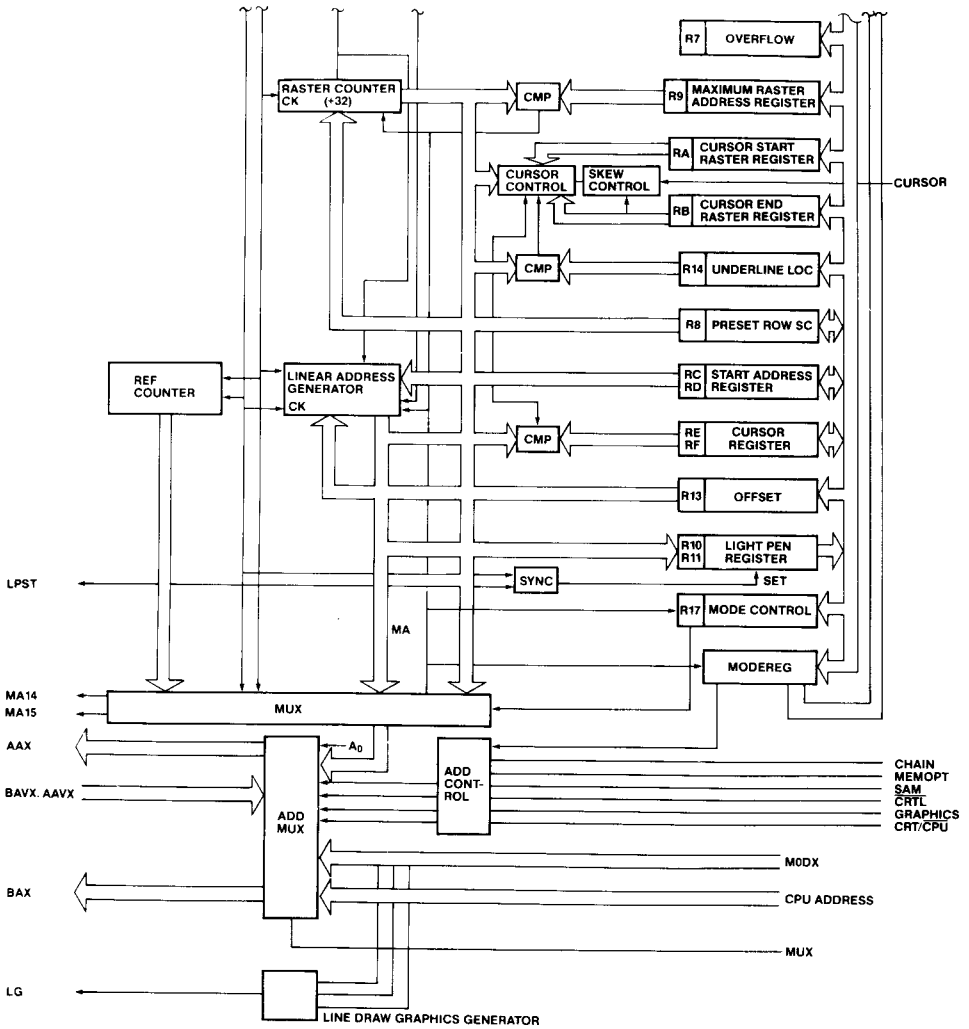 R7 OVERFLOW
RASTER COUNTER
CK (+32)
CMP
R9 MAXIMUM RASTER
ADDRESS REGISTER
RA CURSOR START
RASTER REGISTER
CURSOR
CONTROL
SKEW
CONTROL
CURSOR
RB CURSOR END
RASTER REGISTER
CMP
R14 UNDERLINE LOC
R8 PRESET ROW SC
REF
COUNTER
LINEAR ADDRESS
GENERATOR
CK
RC START ADDRESS
RD REGISTER
CMP
RE CURSOR
RF REGISTER
R13 OFFSET
R10 LIGHT PEN
R11 REGISTER
LPST
SYNC
SET
R17 MODE CONTROL
MA
MODEREG
MA14
MA15
MUX
AAX
A0
ADD
CONT-
ROL
CHAIN
MEMOPT
SAM
CRTL
GRAPHICS
CRT/CPU
BAVX. AAVX
ADD
MUX
M0DX
BAX
CPU ADDRESS
MUX
LG
LINE DRAW GRAPHICS GENERATOR